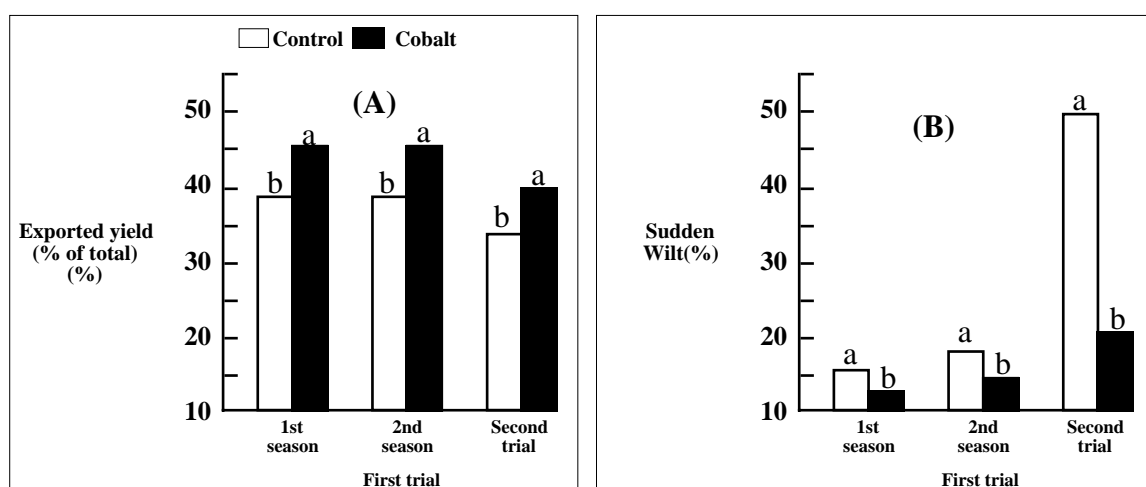 Control Cobalt
(A)
50
40
30
20
10
Exported yield
(% of total)
(%)
b a b a b a
1st
season
2nd
season
Second
trial
First trial
(B)
50
40
30
20
10
Sudden
Wilt(%)
a b a b a b
1st
season
2nd
season
Second
trial
First trial